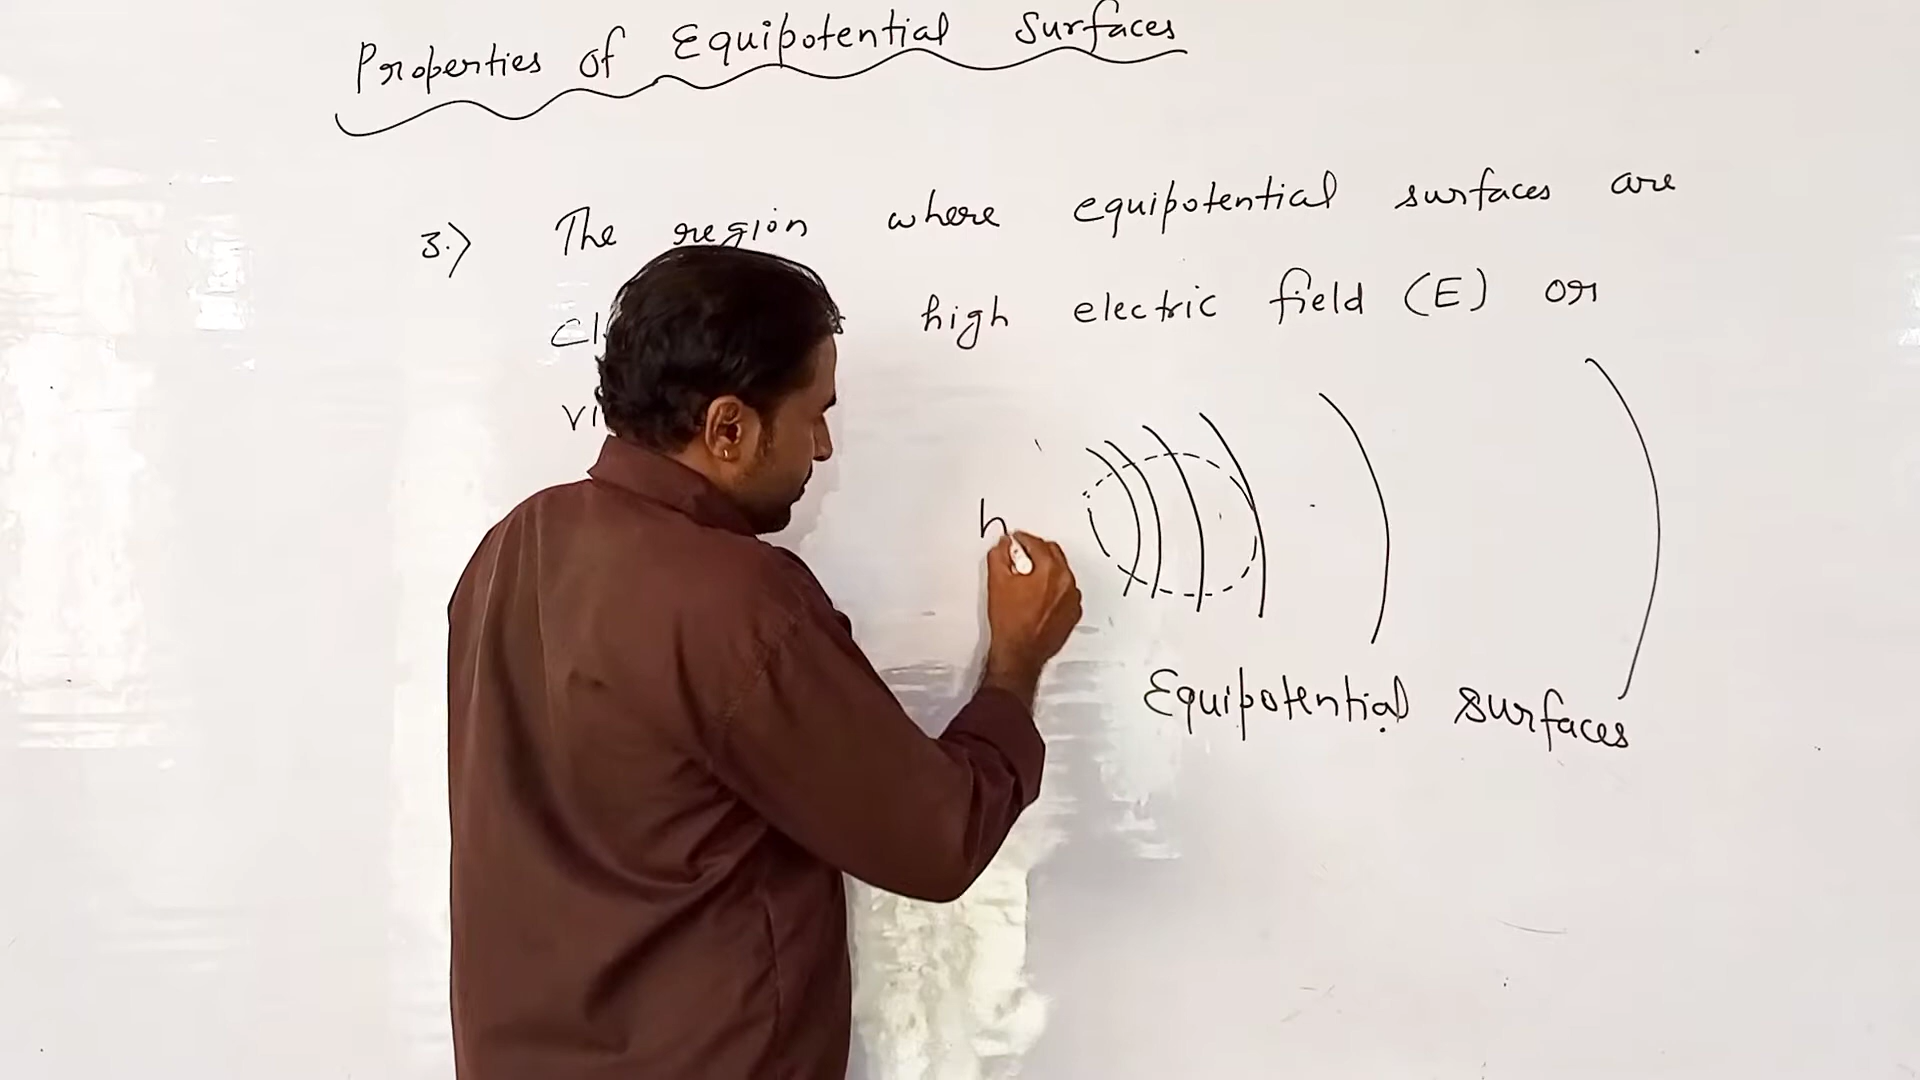 Properties of Equipotential Surfaces
3.) The region where equipotential surfaces are
high electric field (E) or
h
Equipotential surfaces